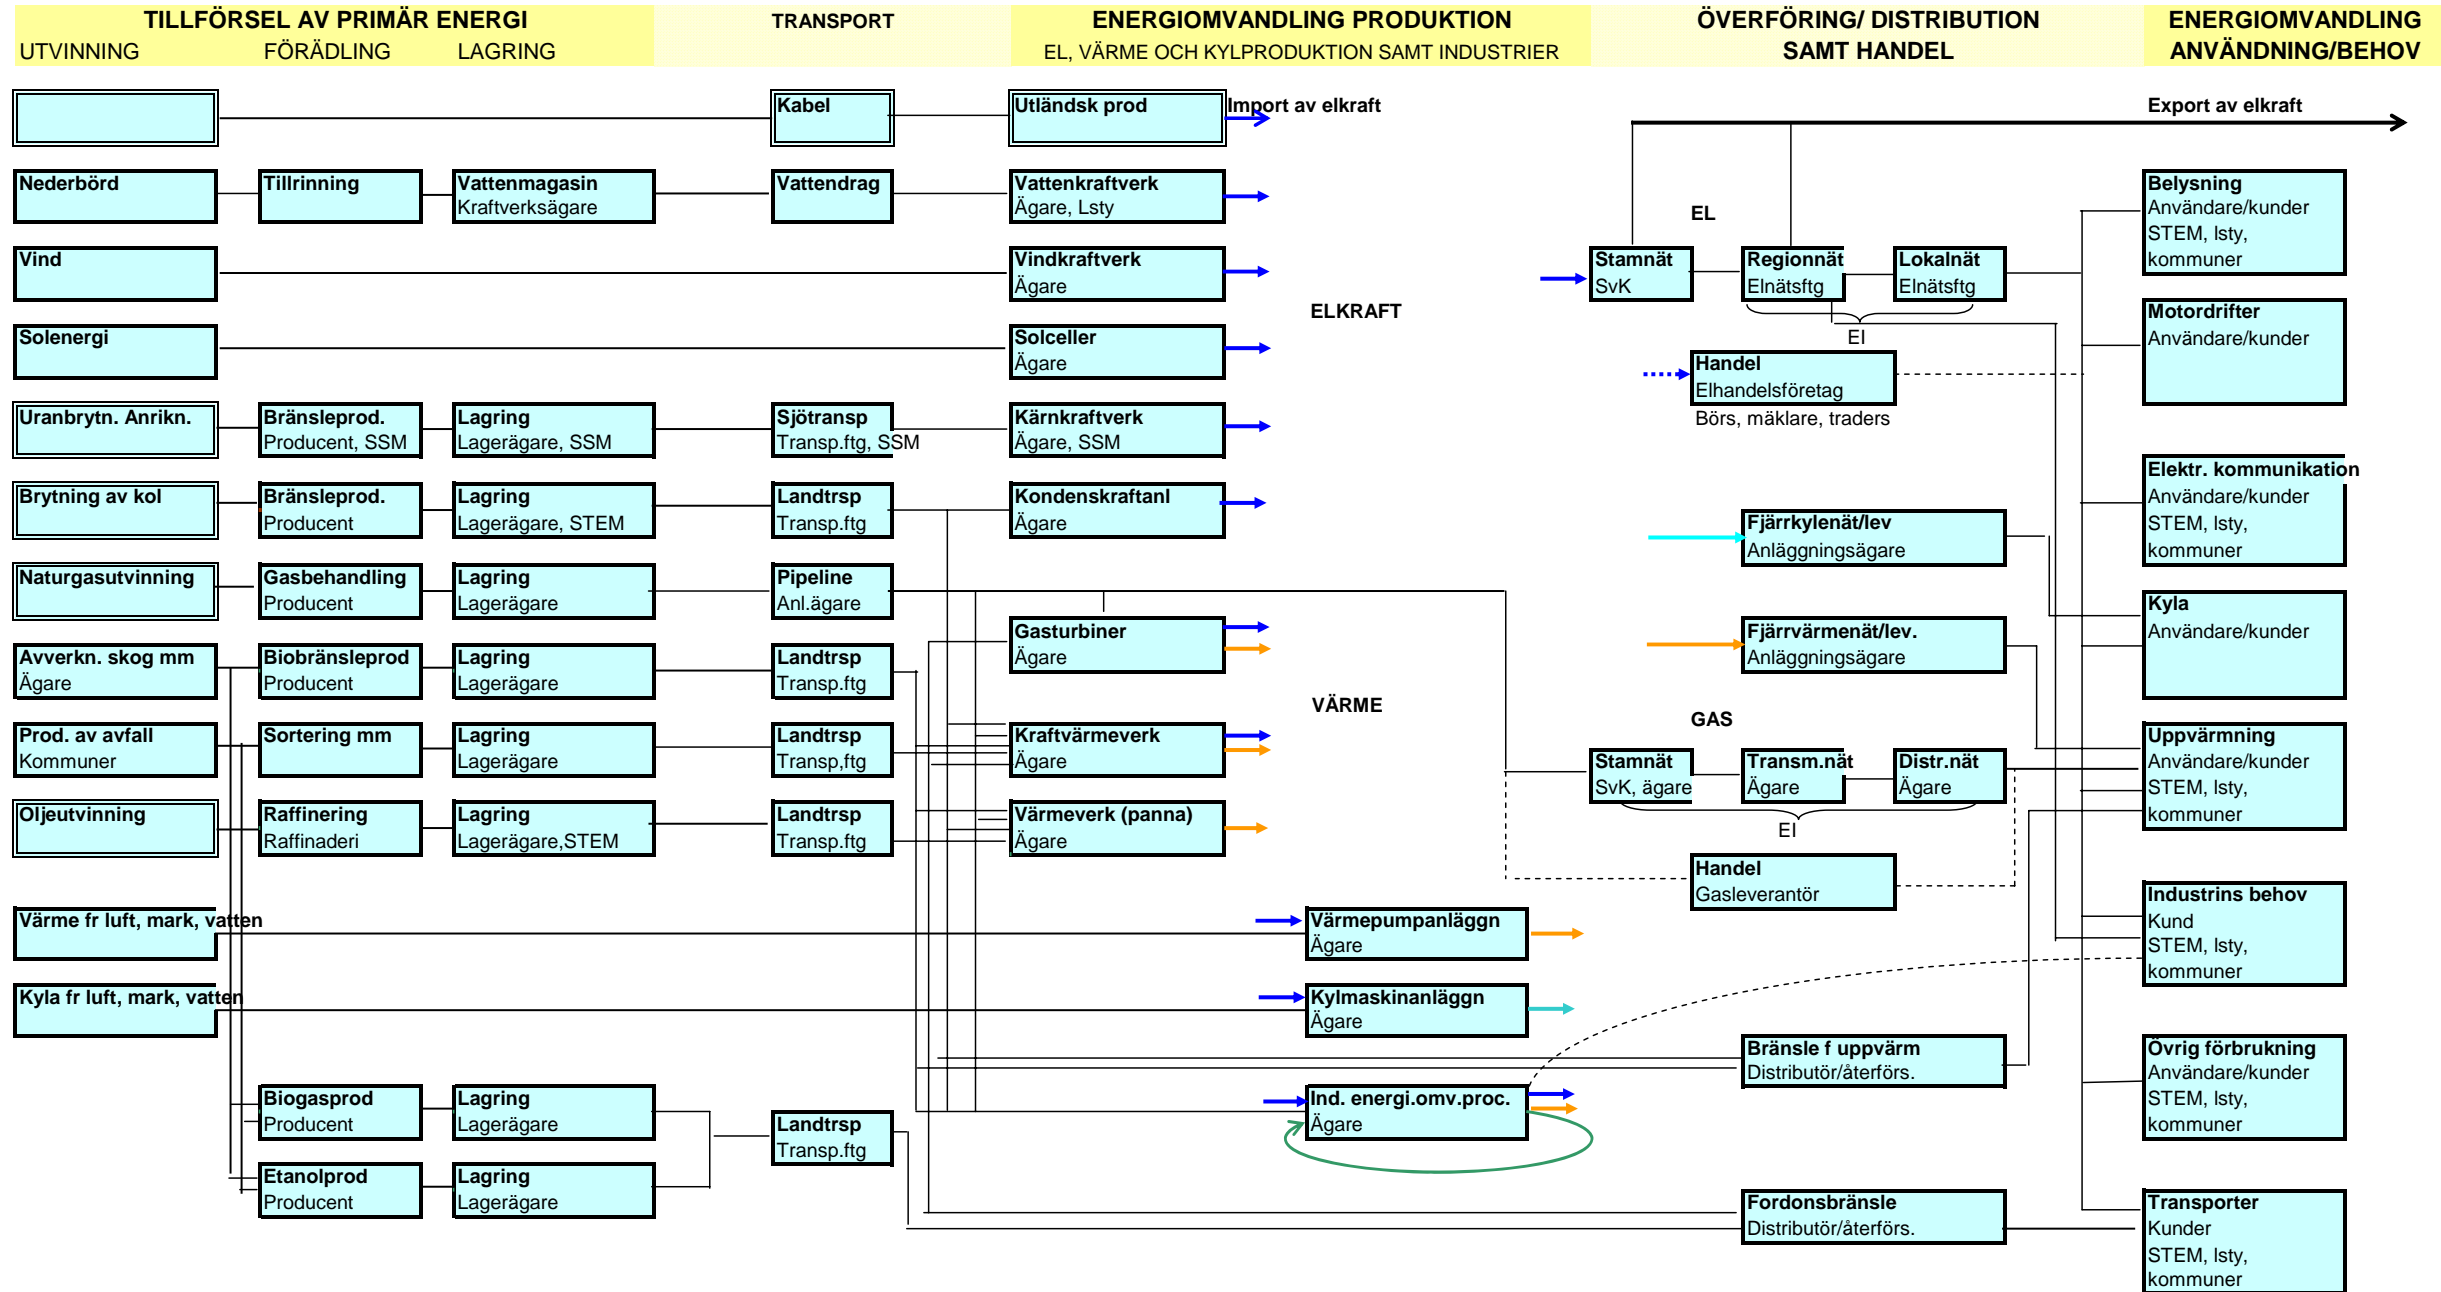 TILLFÖRSEL AV PRIMÄR ENERGI
TRANSPORT
ENERGIOMVANDLING PRODUKTION
ÖVERFÖRING/ DISTRIBUTION
ENERGIOMVANDLING
UTVINNING
FÖRÄDLING
LAGRING
EL, VÄRME OCH KYLPRODUKTION SAMT INDUSTRIER
SAMT HANDEL
ANVÄNDNING/BEHOV
Kabel
Utländsk prod
Import av elkraft
Export av elkraft
Nederbörd
Tillrinning
Vattenmagasin
Kraftverksägare
Vattendrag
Vattenkraftverk
Ägare, Lsty
Vind
Vindkraftverk
Ägare
Solenergi
Solceller
Ägare
Uranbrytn. Anrikn.
Bränsleprod.
Producent, SSM
Lagring
Lagerägare, SSM
Sjötransp
Transp.ftg, SSM
Kärnkraftverk
Ägare, SSM
Brytning av kol
Bränsleprod.
Producent
Lagring
Lagerägare, STEM
Landtrsp
Transp.ftg
Kondenskraftanl
Ägare
Naturgasutvinning
Gasbehandling
Producent
Lagring
Lagerägare
Pipeline
Anl.ägare
Gasturbiner
Ägare
Avverkn. skog mm
Ägare
Biobränsleprod
Producent
Lagring
Lagerägare
Landtrsp
Transp.ftg
Prod. av avfall
Kommuner
Sortering mm
Lagring
Lagerägare
Landtrsp
Transp,ftg
Kraftvärmeverk
Ägare
Oljeutvinning
Raffinering
Raffinaderi
Lagring
Lagerägare,STEM
Landtrsp
Transp.ftg
Värmeverk (panna)
Ägare
Värme fr luft, mark, vatten
Värmepumpanläggn
Ägare
Kyla fr luft, mark, vatten
Kylmaskinanläggn
Ägare
Biogasprod
Producent
Lagring
Lagerägare
Landtrsp
Transp.ftg
Ind. energi.omv.proc.
Ägare
Etanolprod
Producent
Lagring
Lagerägare
ELKRAFT
VÄRME
EL
Stamnät
SvK
Regionnät
Elnätsftg
Lokalnät
Elnätsftg
EI
Handel
Elhandelsföretag
Börs, mäklare, traders
Fjärrkylenät/lev
Anläggningsägare
Fjärrvärmenät/lev.
Anläggningsägare
GAS
Stamnät
SvK, ägare
Transm.nät
Ägare
Distr.nät
Ägare
EI
Handel
Gasleverantör
Bränsle f uppvärm
Distributör/återförs.
Fordonsbränsle
Distributör/återförs.
Belysning
Användare/kunder
STEM, lsty,
kommuner
Motordrifter
Användare/kunder
Elektr. kommunikation
Användare/kunder
STEM, lsty,
kommuner
Kyla
Användare/kunder
Uppvärmning
Användare/kunder
STEM, lsty,
kommuner
Industrins behov
Kund
STEM, lsty,
kommuner
Övrig förbrukning
Användare/kunder
STEM, lsty,
kommuner
Transporter
Kunder
STEM, lsty,
kommuner